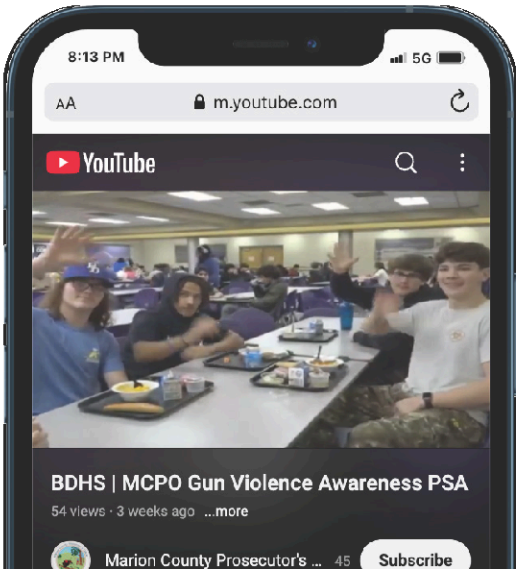 8:13 PM 5G
AA m.youtube.com
YouTube
BDHS | MCPO Gun Violence Awareness PSA
54 views · 3 weeks ago ...more
Marion County Prosecutor's ... 45 Subscribe